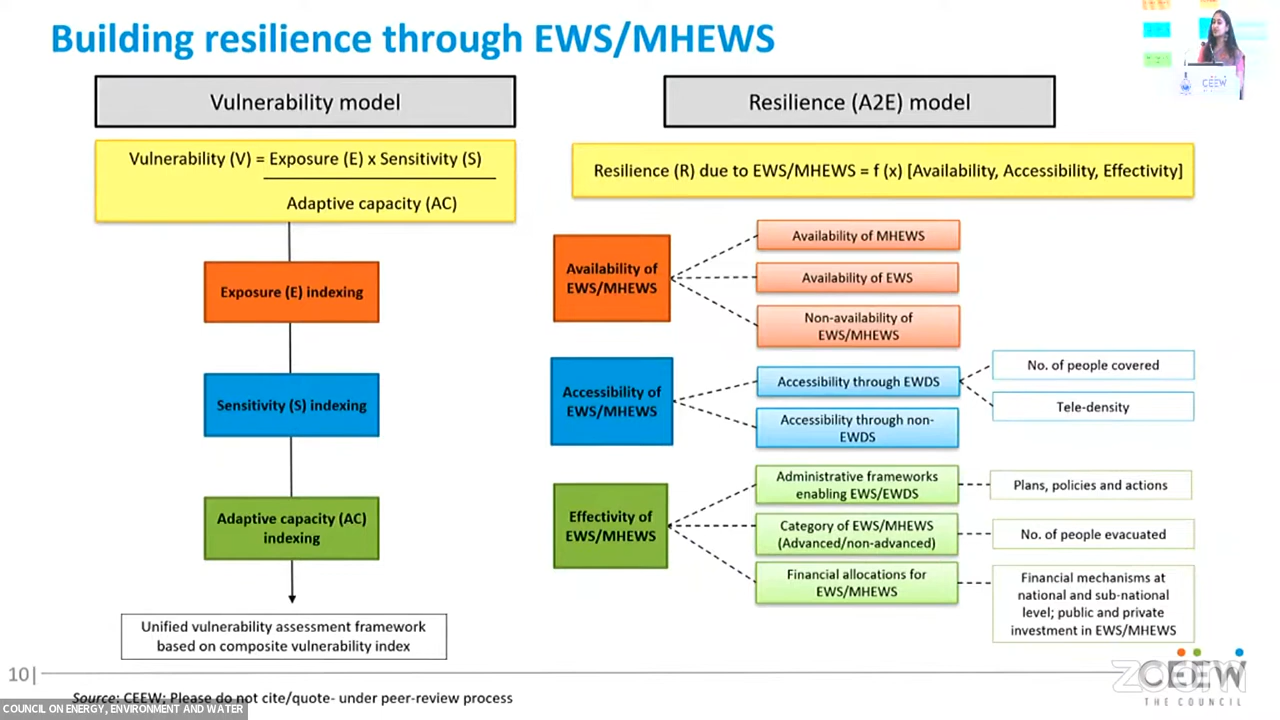 Building resilience through EWS/MHEWS
Vulnerability model
Vulnerability (V) = Exposure (E) x Sensitivity (S)
Adaptive capacity (AC)
Exposure (E) indexing
Sensitivity (S) indexing
Adaptive capacity (AC)
indexing
Unified vulnerability assessment framework
based on composite vulnerability index
Resilience (A2E) model
Resilience (R) due to EWS/MHEWS = f (x) [Availability, Accessibility, Effectivity]
Availability of
EWS/MHEWS
Availability of MHEWS
Availability of EWS
Non-availability of
EWS/MHEWS
Accessibility of
EWS/MHEWS
Accessibility through EWDS
No. of people covered
Tele-density
Accessibility through non-
EWDS
Effectivity of
EWS/MHEWS
Administrative frameworks
enabling EWS/EWDS
Plans, policies and actions
Category of EWS/MHEWS
(Advanced/non-advanced)
No. of people evacuated
Financial allocations for
EWS/MHEWS
Financial mechanisms at
national and sub-national
level; public and private
investment in EWS/MHEWS
10|
Source: CEEW; Please do not cite/quote- under peer-review process
COUNCIL ON ENERGY, ENVIRONMENT AND WATER
CEEW
THE COUNCIL
zoom
CEEW